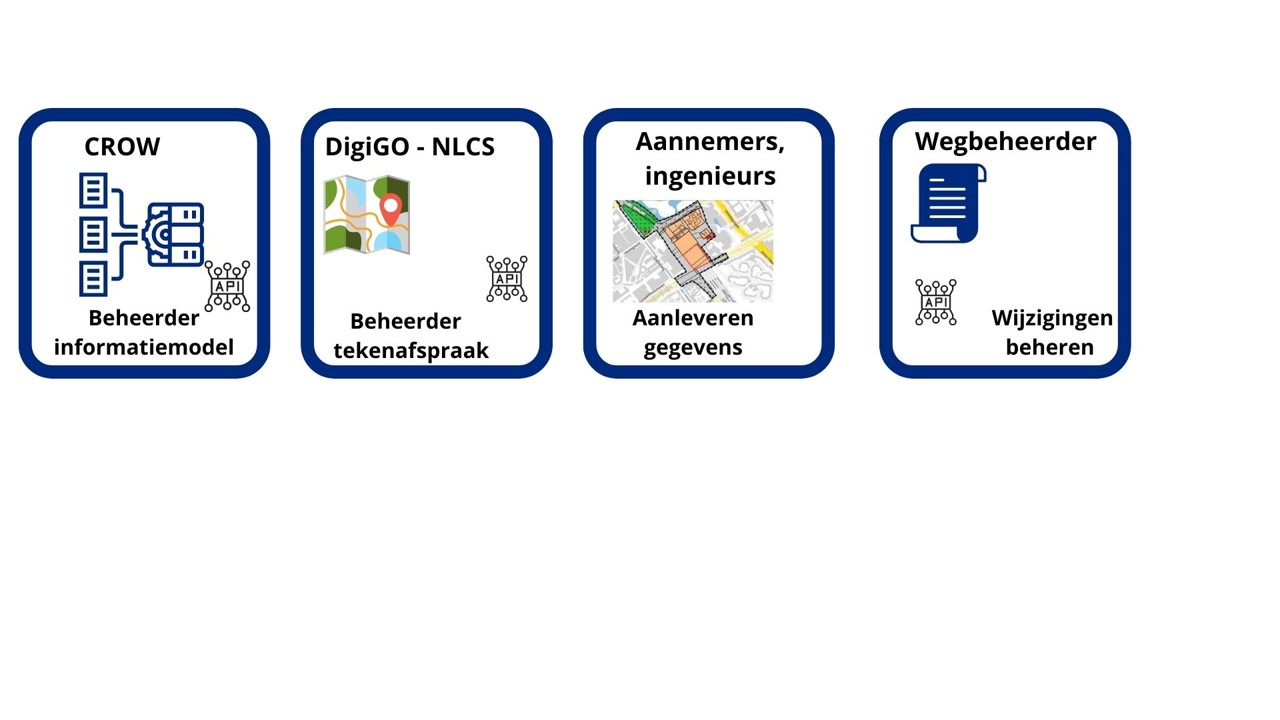 CROW
API
Beheerder
informatiemodel
DigiGO - NLCS
API
Beheerder
tekenafspraak
Aannemers,
ingenieurs
Aanleveren
gegevens
Wegbeheerder
API
Wijzigingen
beheren